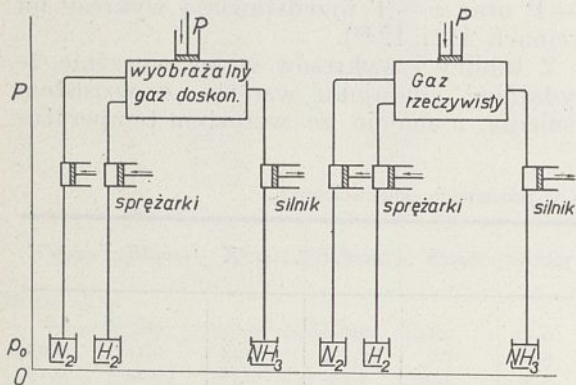 P
P
P
wyobrażalny
gaz doskon.
Gaz
rzeczywisty
sprężarki
silnik
sprężarki
silnik
p₀
N₂
H₂
NH₃
N₂
H₂
NH₃
0